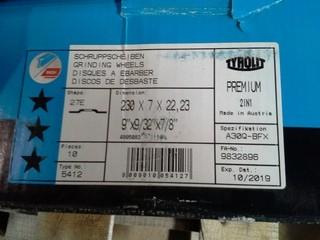 SCHRUPPSCHEIBEN
GRINDING WHEELS
DISQUES A EBARBER
DISCOS DE DESBASTE
TYROLIT
PREMIUM
2IN1
Made in Austria
Shape:
27E
Dimension:
230 X 7 X 22,23
9"X9/32"X7/8"
Spezifikation
A30Q-BFX
Pieces
10
FA-No.:
9832896
Type No.
5412
Exp. Dat.:
10/2019